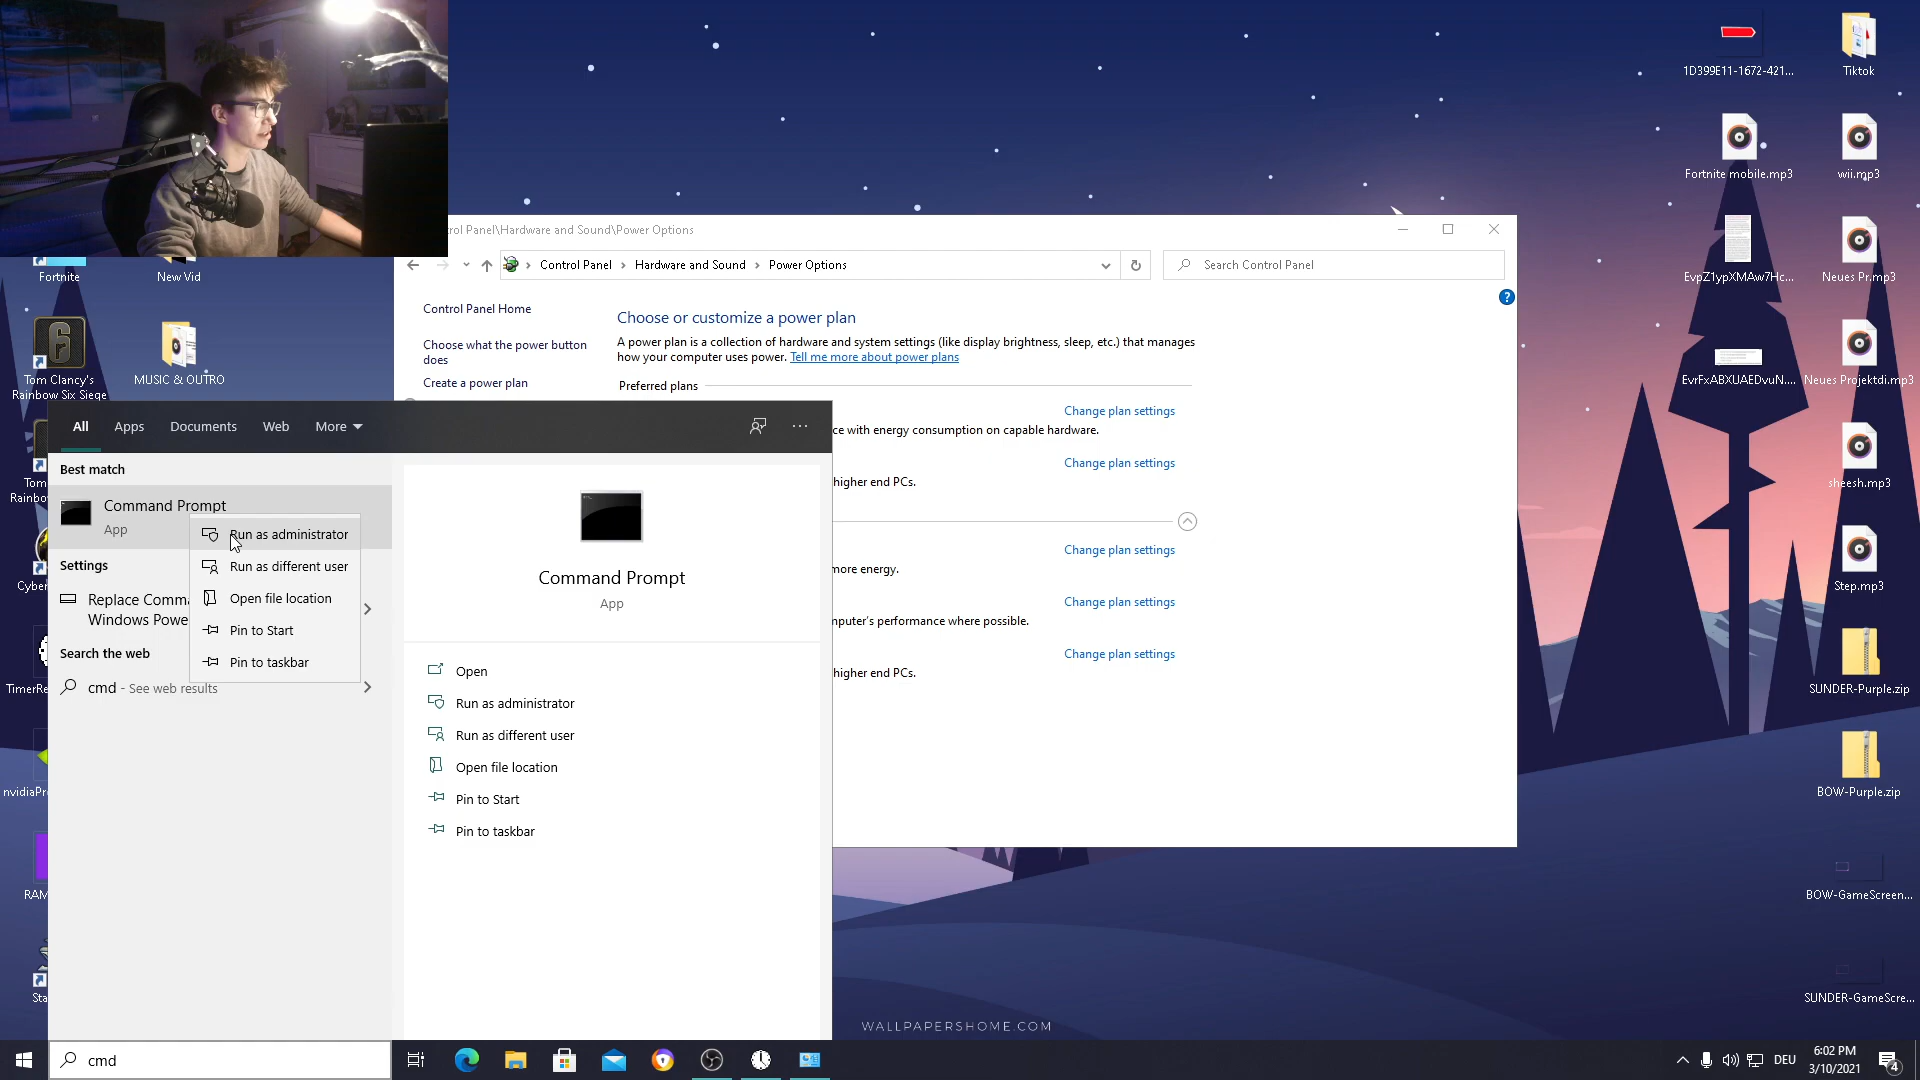 1D399E11-1672-421...
Tiktok
Fortnite mobile.mp3
wii.mp3
EvpZ1ypXMAw7Hc...
Neues Pr.mp3
EvrFxABXUAEDvuN...
Neues Projektdi.mp3
sheesh.mp3
Step.mp3
SUNDER-Purple.zip
BOW-Purple.zip
BOW-GameScreen...
SUNDER-GameScre...
Fortnite
New Vid
Tom Clancy's
Rainbow Six Siege
MUSIC & OUTRO
Tom
Rainbo
Cyber
TimerRe
nvidiaPr
RAM
Sta
rol Panel\Hardware and Sound\Power Options
Control Panel
Hardware and Sound
Power Options
Search Control Panel
Control Panel Home
Choose what the power button
does
Create a power plan
Choose or customize a power plan
A power plan is a collection of hardware and system settings (like display brightness, sleep, etc.) that manages
how your computer uses power. Tell me more about power plans
Preferred plans
Change plan settings
ce with energy consumption on capable hardware.
Change plan settings
higher end PCs.
Change plan settings
more energy.
Change plan settings
mputer's performance where possible.
Change plan settings
higher end PCs.
All
Apps
Documents
Web
More
Best match
Command Prompt
App
Run as administrator
Run as different user
Open file location
Pin to Start
Pin to taskbar
Settings
Replace Comma
Windows Powe
Search the web
cmd - See web results
Command Prompt
App
Open
Run as administrator
Run as different user
Open file location
Pin to Start
Pin to taskbar
WALLPAPERSHOME.COM
cmd
DEU
6:02 PM
3/10/2021
4